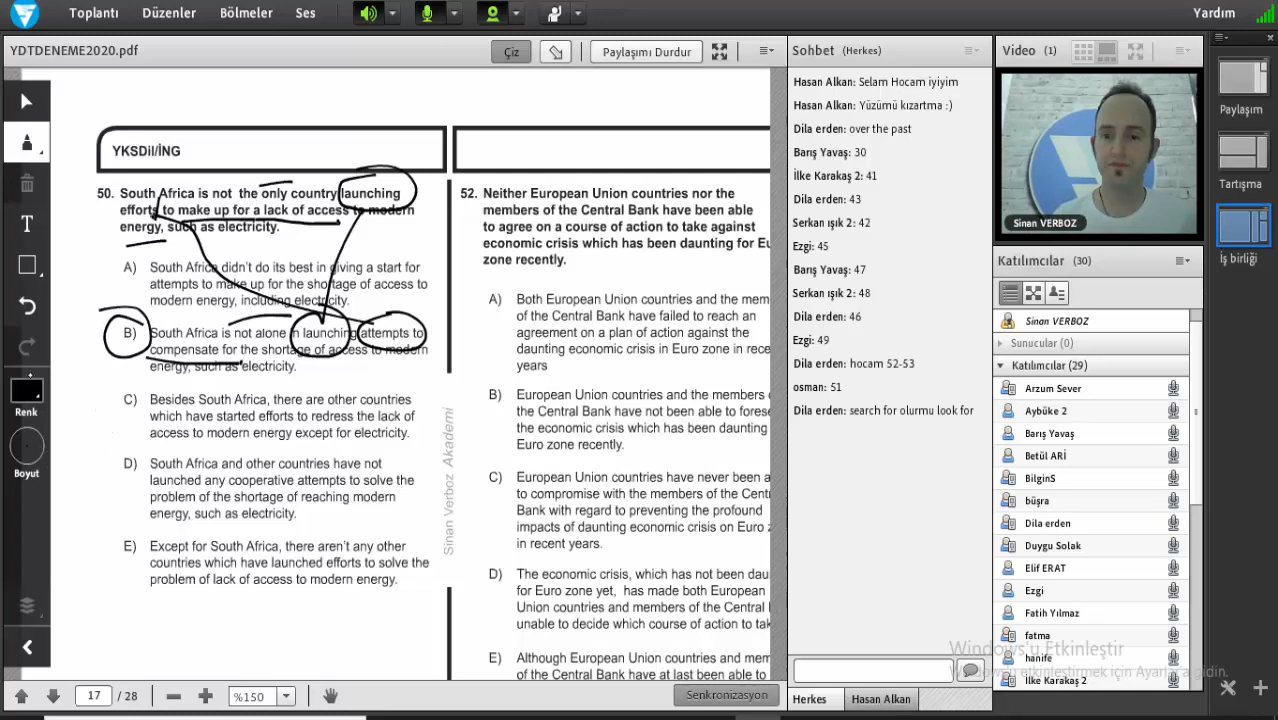 Toplantı Düzenler Bölmeler Ses Yardım
YDTDENEME2020.pdf
Çiz Paylaşımı Durdur
YKSDil/İNG
50. South Africa is not the only country launching
efforts to make up for a lack of access to modern
energy, such as electricity.
A) South Africa didn't do its best in giving a start for
attempts to make up for the shortage of access to
modern energy, including electricity.
B) South Africa is not alone in launching attempts to
compensate for the shortage of access to modern
energy, such as electricity.
C) Besides South Africa, there are other countries
which have started efforts to redress the lack of
access to modern energy except for electricity.
D) South Africa and other countries have not
launched any cooperative attempts to solve the
problem of the shortage of reaching modern
energy, such as electricity.
E) Except for South Africa, there aren't any other
countries which have launched efforts to solve the
problem of lack of access to modern energy.
Sinan Verboz Akademi
52. Neither European Union countries nor the
members of the Central Bank have been able
to agree on a course of action to take against
economic crisis which has been daunting for Eu
zone recently.
A) Both European Union countries and the mem
of the Central Bank have failed to reach an
agreement on a plan of action against the
daunting economic crisis in Euro zone in rece
years
B) European Union countries and the members o
the Central Bank have not been able to forese
the economic crisis which has been daunting
Euro zone recently.
C) European Union countries have never been a
to compromise with the members of the Centr
Bank with regard to preventing the profound
impacts of daunting economic crisis on Euro z
in recent years.
D) The economic crisis, which has not been dau
for Euro zone yet, has made both European
Union countries and members of the Central
unable to decide which course of action to tak
E) Although European Union countries and mem
of the Central Bank have at last been able to
Renk
Boyut
17 / 28 %150 Senkronizasyon
Sohbet (Herkes)
Hasan Alkan: Selam Hocam iyiyim
Hasan Alkan: Yüzümü kızartma :)
Dila erden: over the past
Barış Yavaş: 30
İlke Karakaş 2: 41
Dila erden: 43
Serkan ışık 2: 42
Ezgi: 45
Barış Yavaş: 47
Serkan ışık 2: 48
Dila erden: 46
Ezgi: 49
Dila erden: hocam 52-53
osman: 51
Dila erden: search for olurmu look for
Herkes Hasan Alkan
Video (1)
Sinan VERBOZ
Katılımcılar (30)
Sinan VERBOZ
Sunucular (0)
Katılımcılar (29)
Arzum Sever
Aybüke 2
Barış Yavaş
Betül ARİ
BilginS
büşra
Dila erden
Duygu Solak
Elif ERAT
Ezgi
Fatih Yılmaz
fatma
hanife
İlke Karakaş 2
Paylaşım
Tartışma
İş birliği
Windows'u Etkinleştir
Windows'u etkinleştirmek için Ayarlar'a gidin.